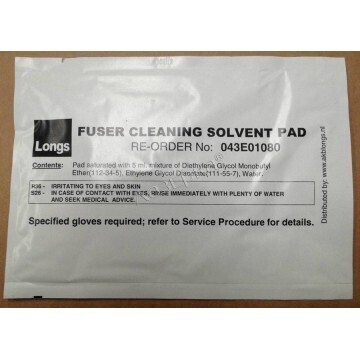 Longs
FUSER CLEANING SOLVENT PAD
RE-ORDER No: 043E01080
Contents: Pad saturated with 5 ml. mixture of Diethylene Glycol Monobutyl
Ether(112-34-5), Ethylene Glycol Diacetate(111-55-7), Water.
IRRITATING TO EYES AND SKIN
S26 - IN CASE OF CONTACT WITH EYES, RINSE IMMEDIATELY WITH PLENTY OF WATER
AND SEEK MEDICAL ADVICE.
Specified gloves required; refer to Service Procedure for details.
Distributed by: www.akblongs.nl